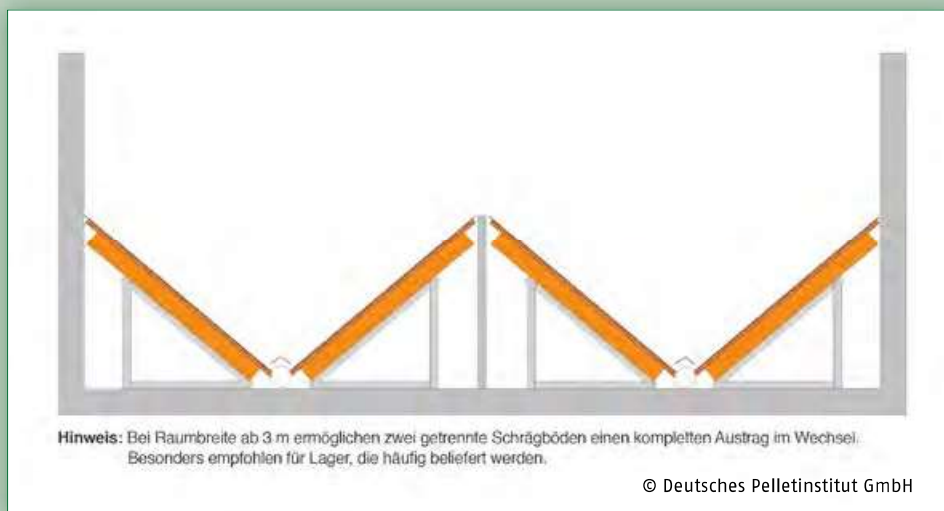 Hinweis: Bei Raumbreite ab 3 m ermöglichen zwei getrennte Schrägböden einen kompletten Austrag im Wechsel.
Besonders empfohlen für Lager, die häufig beliefert werden.
© Deutsches Pelletinstitut GmbH